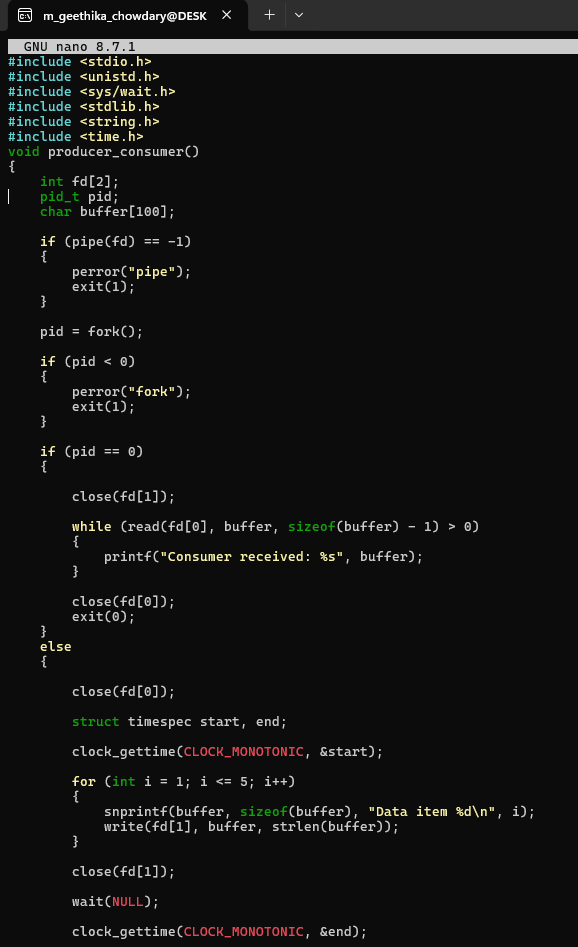 m_geethika_chowdary@DESK
GNU nano 8.7.1
#include <stdio.h>
#include <unistd.h>
#include <sys/wait.h>
#include <stdlib.h>
#include <string.h>
#include <time.h>
void producer_consumer()
{
    int fd[2];
    pid_t pid;
    char buffer[100];

    if (pipe(fd) == -1)
    {
        perror("pipe");
        exit(1);
    }

    pid = fork();

    if (pid < 0)
    {
        perror("fork");
        exit(1);
    }

    if (pid == 0)
    {

        close(fd[1]);

        while (read(fd[0], buffer, sizeof(buffer) - 1) > 0)
        {
            printf("Consumer received: %s", buffer);
        }

        close(fd[0]);
        exit(0);
    }
    else
    {

        close(fd[0]);

        struct timespec start, end;

        clock_gettime(CLOCK_MONOTONIC, &start);

        for (int i = 1; i <= 5; i++)
        {
            snprintf(buffer, sizeof(buffer), "Data item %d\n", i);
            write(fd[1], buffer, strlen(buffer));
        }

        close(fd[1]);

        wait(NULL);

        clock_gettime(CLOCK_MONOTONIC, &end);